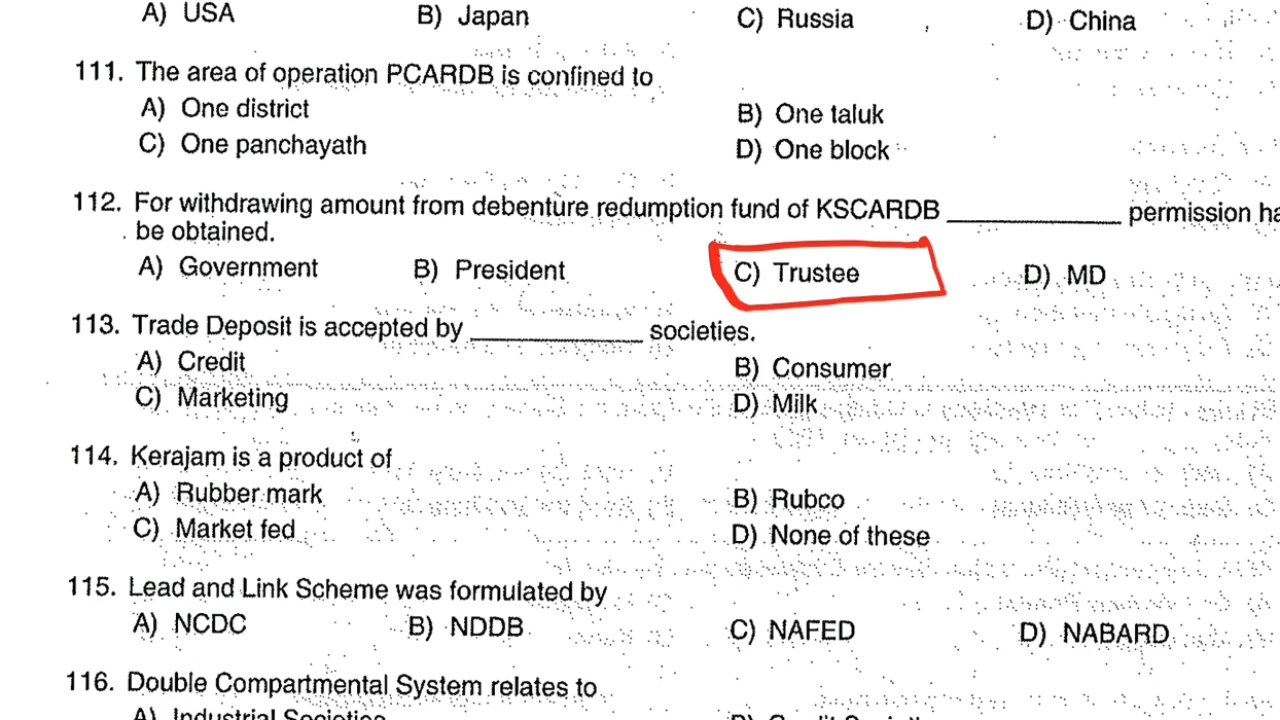 A) USA B) Japan C) Russia D) China
111. The area of operation PCARDB is confined to
A) One district B) One taluk
C) One panchayath D) One block
112. For withdrawing amount from debenture redumption fund of KSCARDB ____________ permission ha
be obtained.
A) Government B) President C) Trustee D) MD
113. Trade Deposit is accepted by ____________ societies.
A) Credit B) Consumer
C) Marketing D) Milk
114. Kerajam is a product of
A) Rubber mark B) Rubco
C) Market fed D) None of these
115. Lead and Link Scheme was formulated by
A) NCDC B) NDDB C) NAFED D) NABARD
116. Double Compartmental System relates to
A) Industrial Societies